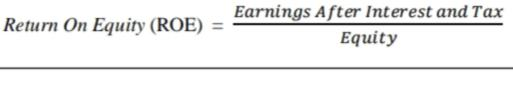 Return On Equity (ROE) = Earnings After Interest and Tax / Equity